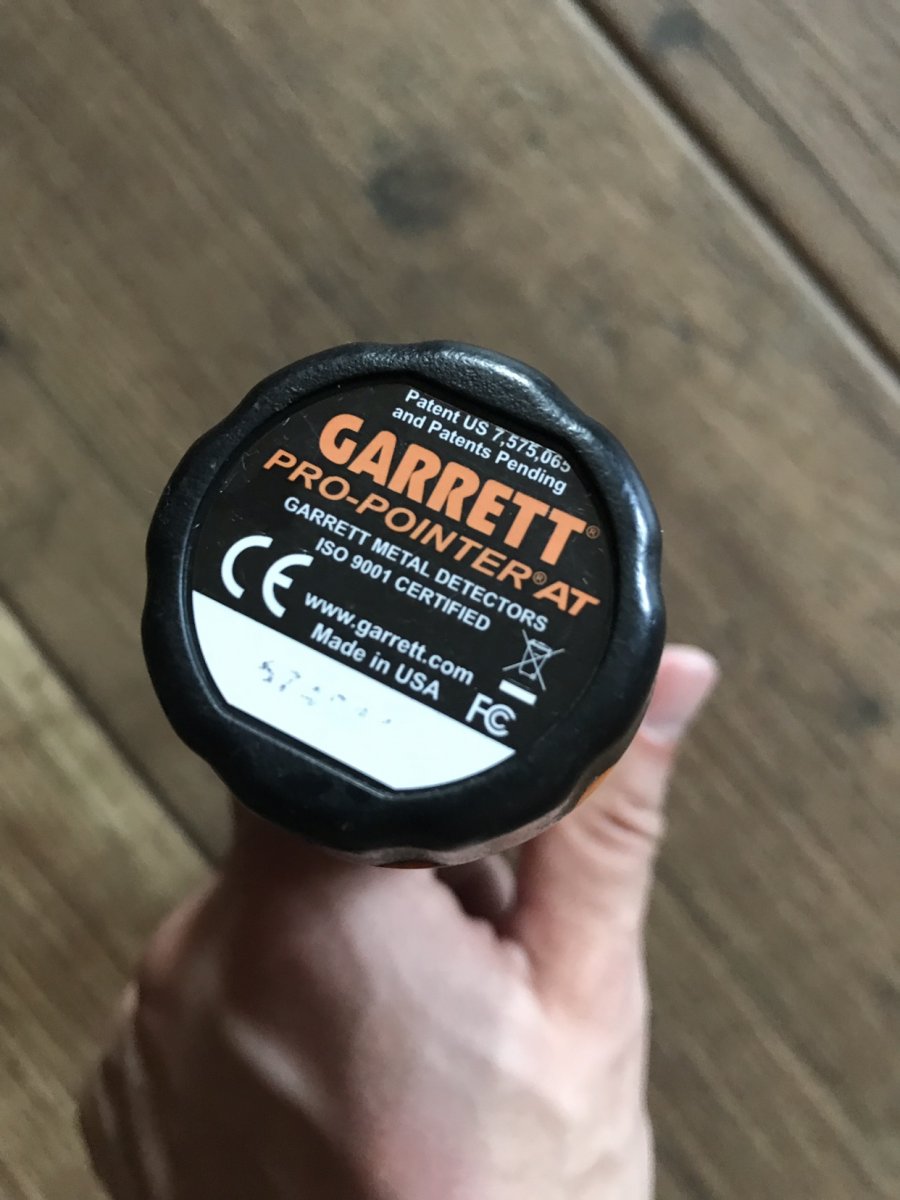 Patent US 7,575,065
and Patents Pending
GARRETT®
PRO-POINTER® AT
GARRETT METAL DETECTORS
ISO 9001 CERTIFIED
CE
www.garrett.com
Made in USA
FC